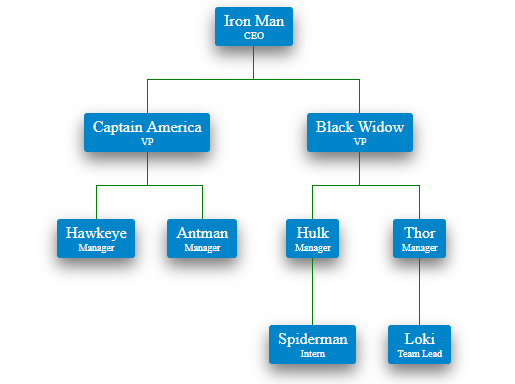 Iron Man
CEO
Captain America
VP
Black Widow
VP
Hawkeye
Manager
Antman
Manager
Hulk
Manager
Thor
Manager
Spiderman
Intern
Loki
Team Lead